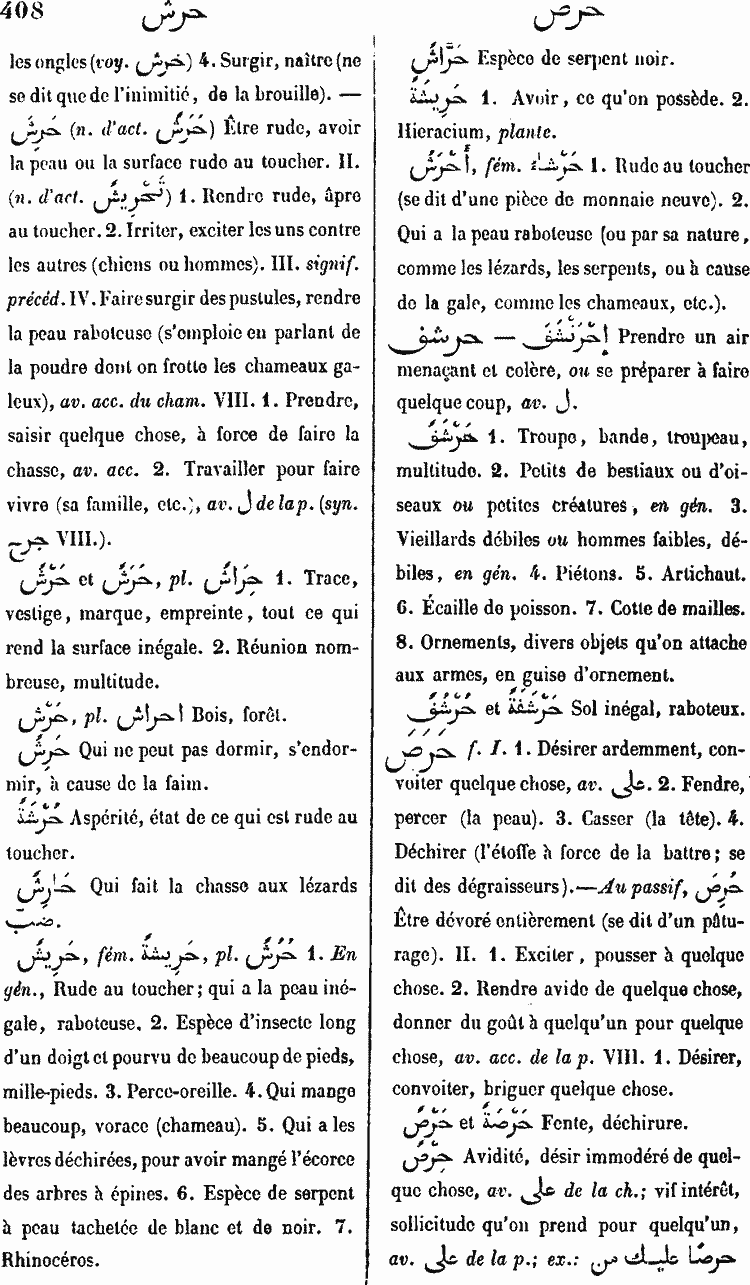 408
حرش
حرص
les ongles (voy. خرش) 4. Surgir, naître (ne
se dit que de l'inimitié, de la brouille). —
حَرِشَ (n. d'act. حَرَشٌ) Être rude, avoir
la peau ou la surface rude au toucher. II.
(n. d'act. تَحْرِيشٌ) 1. Rendre rude, âpre
au toucher. 2. Irriter, exciter les uns contre
les autres (chiens ou hommes). III. signif.
précéd. IV. Faire surgir des pustules, rendre
la peau raboteuse (s'emploie en parlant de
la poudre dont on frotte les chameaux ga-
leux), av. acc. du cham. VIII. 1. Prendre,
saisir quelque chose, à force de faire la
chasse, av. acc. 2. Travailler pour faire
vivre (sa famille, etc.), av. ل de la p. (syn.
جرح VIII.).
حَرْشٌ et حَرَشٌ, pl. حِرَاشٌ 1. Trace,
vestige, marque, empreinte, tout ce qui
rend la surface inégale. 2. Réunion nom-
breuse, multitude.
حَرْش, pl. احراش Bois, forêt.
حَرِشٌ Qui ne peut pas dormir, s'endor-
mir, à cause de la faim.
حُرْشَةٌ Aspérité, état de ce qui est rude au
toucher.
حَارِشٌ Qui fait la chasse aux lézards
ضبّ.
حَرِيشٌ, fém. حَرِيشَةٌ, pl. حُرُشٌ 1. En
gén., Rude au toucher; qui a la peau iné-
gale, raboteuse. 2. Espèce d'insecte long
d'un doigt et pourvu de beaucoup de pieds,
mille-pieds. 3. Perce-oreille. 4. Qui mange
beaucoup, vorace (chameau). 5. Qui a les
lèvres déchirées, pour avoir mangé l'écorce
des arbres à épines. 6. Espèce de serpent
à peau tachetée de blanc et de noir. 7.
Rhinocéros.
حَرَّاشٌ Espèce de serpent noir.
حَرِيشَةٌ 1. Avoir, ce qu'on possède. 2.
Hieracium, plante.
أَحْرَشُ, fém. حَرْشَاءُ 1. Rude au toucher
(se dit d'une pièce de monnaie neuve). 2.
Qui a la peau raboteuse (ou par sa nature,
comme les lézards, les serpents, ou à cause
de la gale, comme les chameaux, etc.).
حرشف — اِحْرَنْشَفَ Prendre un air
menaçant et colère, ou se préparer à faire
quelque coup, av. ل.
حَرْشَفٌ 1. Troupe, bande, troupeau,
multitude. 2. Petits de bestiaux ou d'oi-
seaux ou petites créatures, en gén. 3.
Vieillards débiles ou hommes faibles, dé-
biles, en gén. 4. Piétons. 5. Artichaut.
6. Écaille de poisson. 7. Cotte de mailles.
8. Ornements, divers objets qu'on attache
aux armes, en guise d'ornement.
حُرْشُفٌ et حَرْشَفَةٌ Sol inégal, raboteux.
حَرَصَ f. I. 1. Désirer ardemment, con-
voiter quelque chose, av. على. 2. Fendre,
percer (la peau). 3. Casser (la tête). 4.
Déchirer (l'étoffe à force de la battre; se
dit des dégraisseurs).—Au passif, حُرِصَ
Être dévoré entièrement (se dit d'un pâtu-
rage). II. 1. Exciter, pousser à quelque
chose. 2. Rendre avide de quelque chose,
donner du goût à quelqu'un pour quelque
chose, av. acc. de la p. VIII. 1. Désirer,
convoiter, briguer quelque chose.
حَرْصٌ et حَرْصَةٌ Fente, déchirure.
حِرْصٌ Avidité, désir immodéré de quel-
que chose, av. على de la ch.; vif intérêt,
sollicitude qu'on prend pour quelqu'un,
av. على de la p.; ex.: حرصًا عليك من